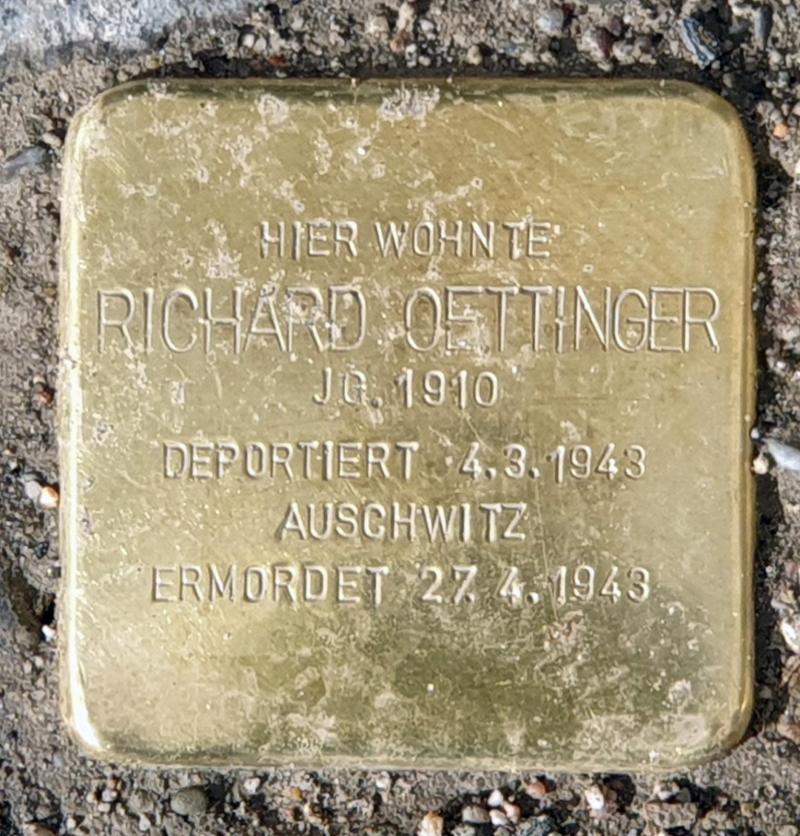 HIER WOHNTE
RICHARD OETTINGER
JG. 1910
DEPORTIERT 4.3.1943
AUSCHWITZ
ERMORDET 27.4.1943